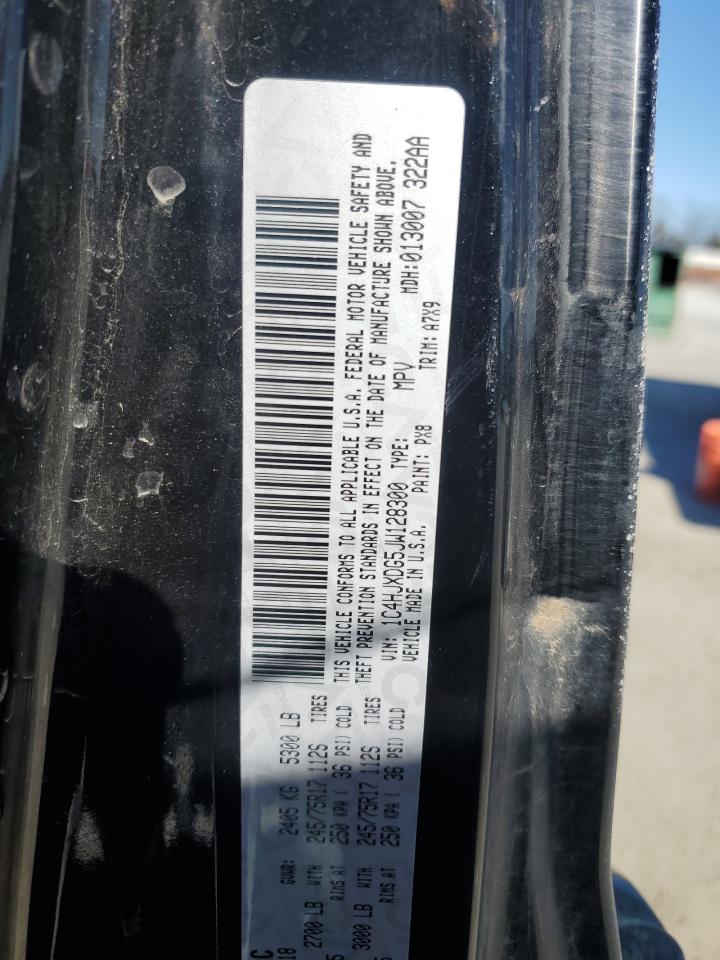 C
18 GVWR: 2405 KG 5300 LB
2700 LB WITH 245/75R17 112S TIRES
5 RIMS AT 250 KPA ( 36 PSI) COLD
3000 LB WITH 245/75R17 112S TIRES
5 RIMS AT 250 KPA ( 36 PSI) COLD
THIS VEHICLE CONFORMS TO ALL APPLICABLE U.S.A. FEDERAL MOTOR VEHICLE SAFETY AND
THEFT PREVENTION STANDARDS IN EFFECT ON THE DATE OF MANUFACTURE SHOWN ABOVE.
VIN: 1C4HJXDG5JW128300 TYPE: MPV MDH:013007 322AA
VEHICLE MADE IN U.S.A. PAINT: PX8 TRIM: A7X9